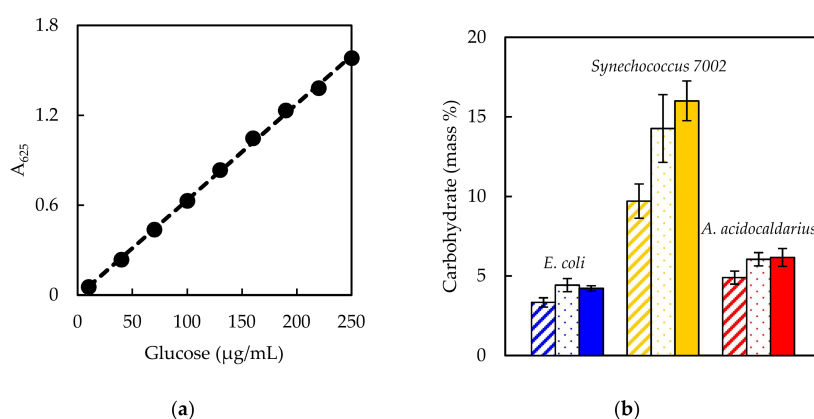 1.8
1.2
0.6
0
A625
0
50
100
150
200
250
Glucose (µg/mL)
(a)
20
15
10
5
0
Carbohydrate (mass %)
Synechococcus 7002
A. acidocaldarius
E. coli
(b)